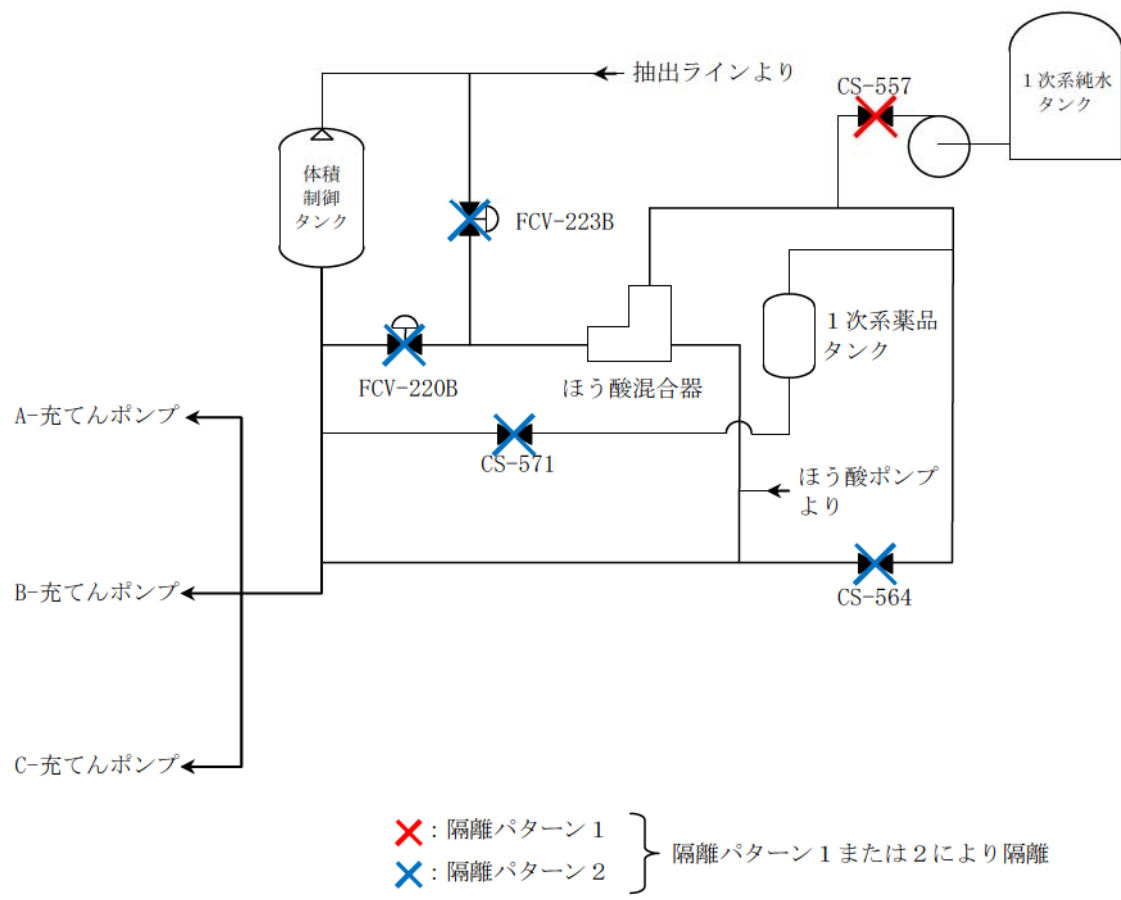 抽出ラインより
CS-557
1次系純水
タンク
体積
制御
タンク
FCV-223B
1次系薬品
タンク
FCV-220B
ほう酸混合器
A-充てんポンプ
CS-571
ほう酸ポンプ
より
B-充てんポンプ
CS-564
C-充てんポンプ
：隔離パターン1
：隔離パターン2
隔離パターン1または2により隔離